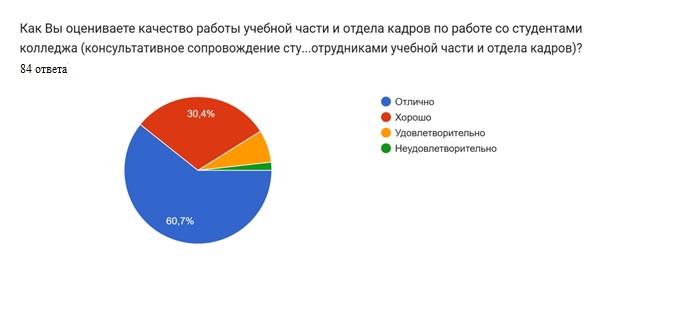 Как Вы оцениваете качество работы учебной части и отдела кадров по работе со студентами
колледжа (консультативное сопровождение сту...отрудниками учебной части и отдела кадров)?
84 ответа
Отлично
Хорошо
Удовлетворительно
Неудовлетворительно
30,4%
60,7%